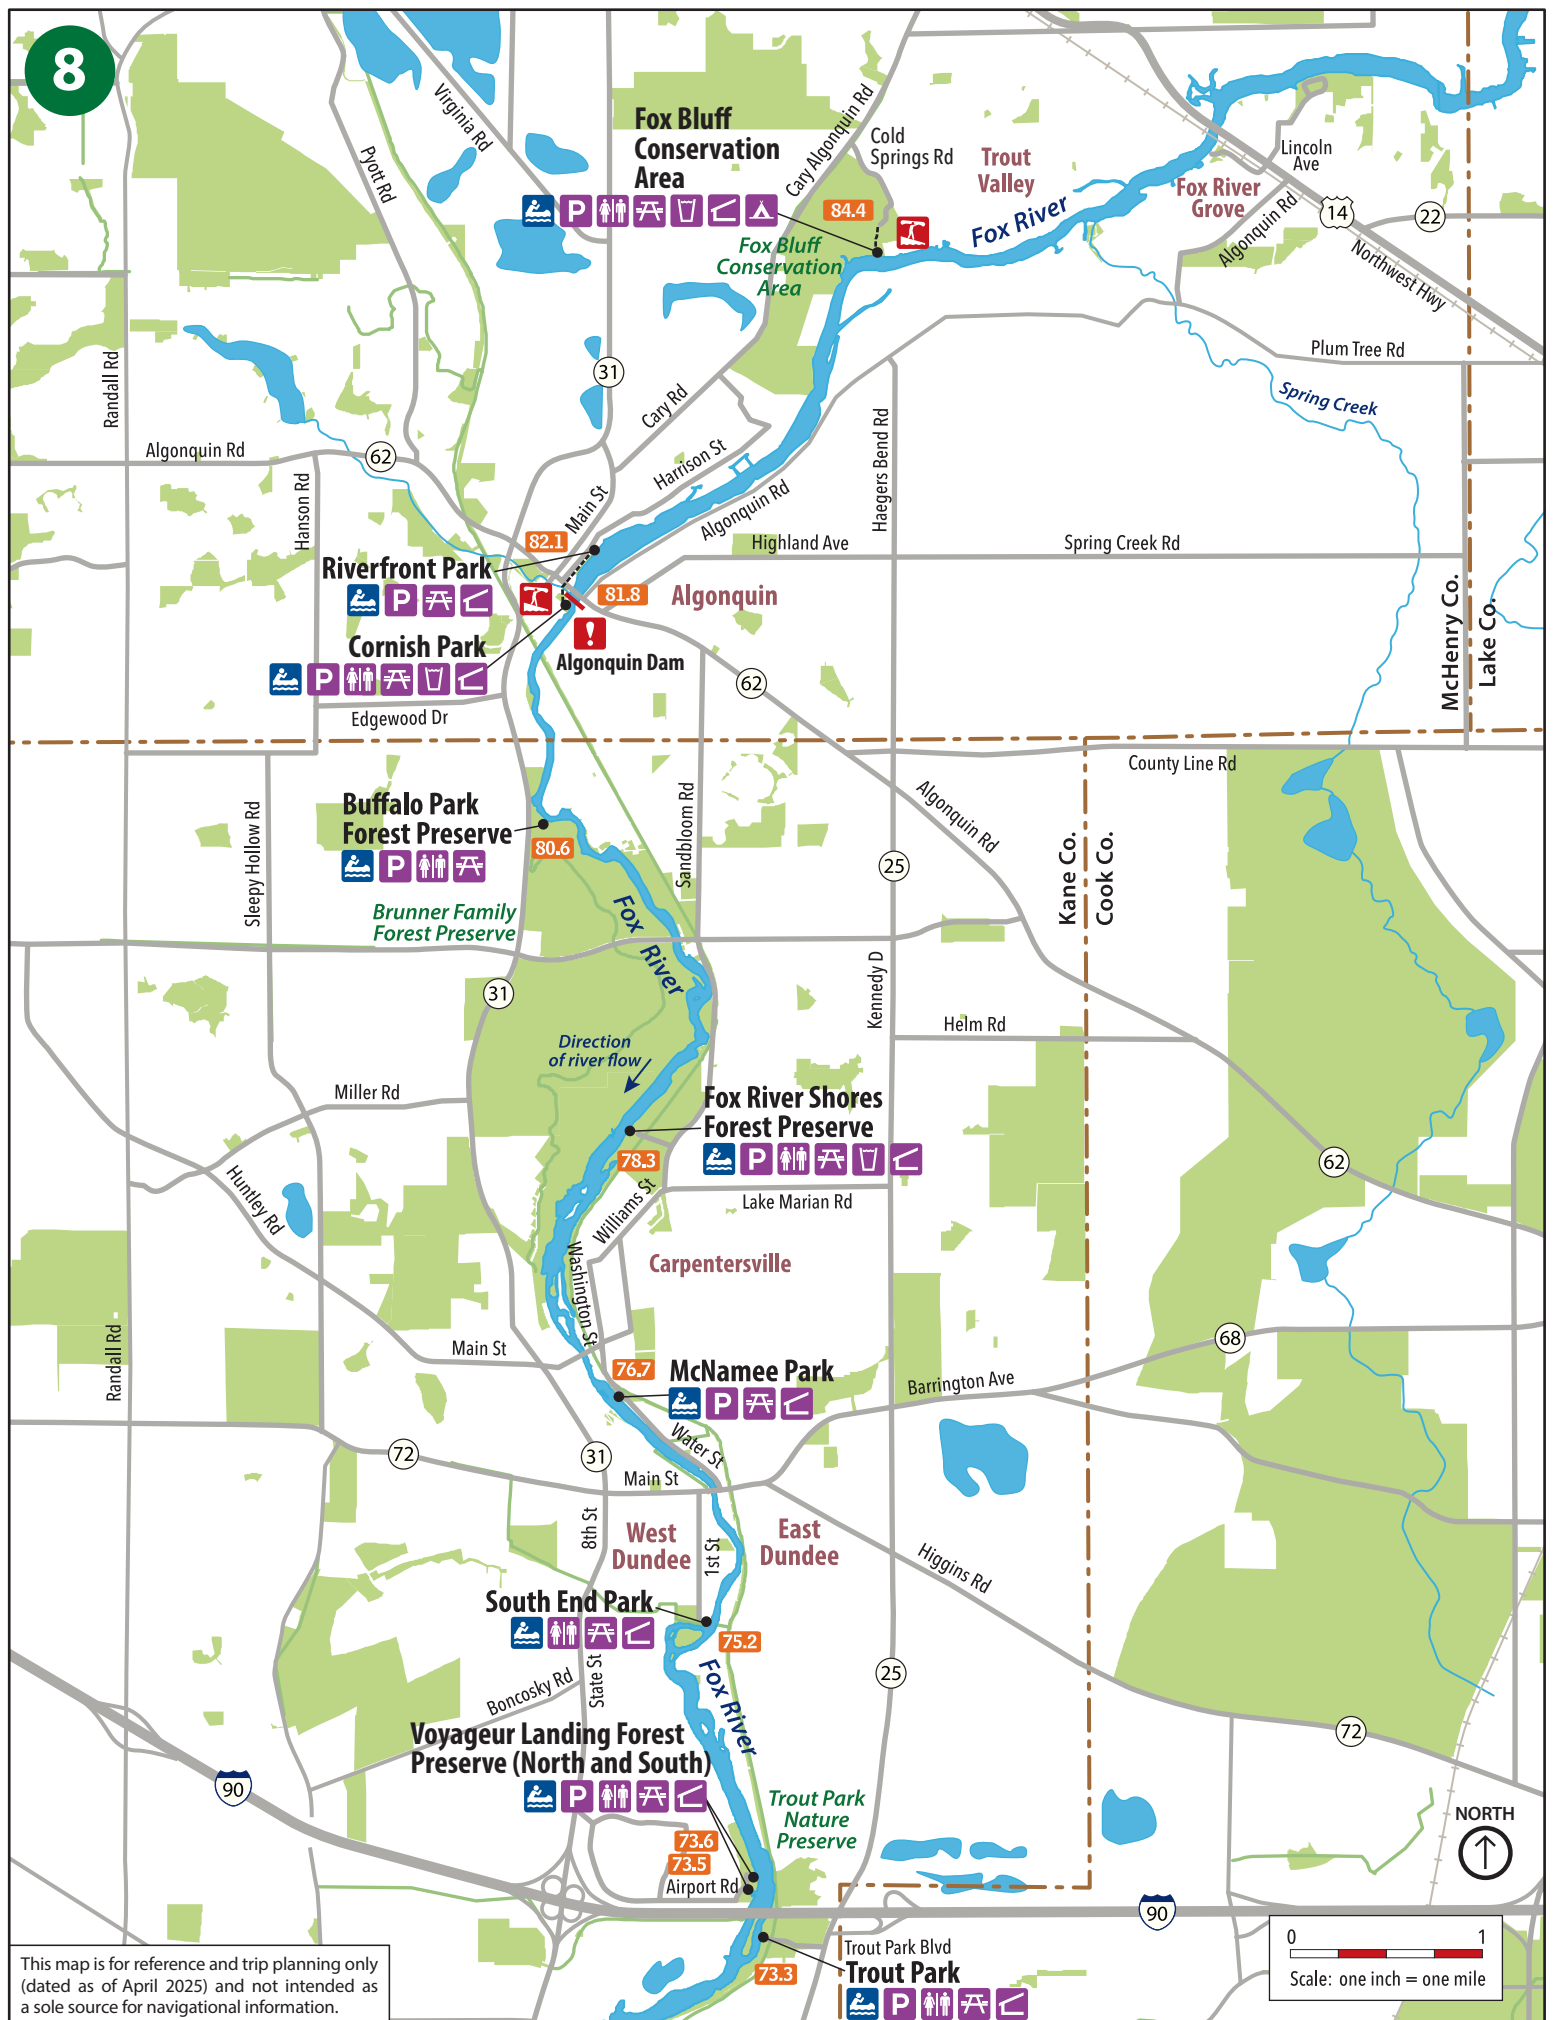 8
Virginia Rd
Pyott Rd
Fox Bluff
Conservation
Area
P
Cary Algonquin Rd
Cold
Springs Rd
Trout
Valley
84.4
Fox River
Fox Bluff
Conservation
Area
Lincoln
Ave
Fox River
Grove
Algonquin Rd
14
22
Northwest Hwy
Plum Tree Rd
Spring Creek
Randall Rd
31
Cary Rd
Harrison St
Haegers Bend Rd
Algonquin Rd
62
Hanson Rd
Main St
Algonquin Rd
Highland Ave
Spring Creek Rd
82.1
Riverfront Park
P
81.8
Algonquin
Cornish Park
P
!
Algonquin Dam
62
Edgewood Dr
McHenry Co.
Lake Co.
County Line Rd
Buffalo Park
Forest Preserve
P
80.6
Sleepy Hollow Rd
Sandbloom Rd
Algonquin Rd
25
Kane Co.
Cook Co.
Brunner Family
Forest Preserve
Fox River
31
Kennedy D
Helm Rd
Direction
of river flow
Miller Rd
Fox River Shores
Forest Preserve
P
78.3
62
Huntley Rd
Williams St
Lake Marian Rd
Washington St
Carpentersville
Randall Rd
Main St
68
76.7
McNamee Park
P
Barrington Ave
72
31
Water St
Main St
8th St
West
Dundee
1st St
East
Dundee
Higgins Rd
South End Park
75.2
Boncosky Rd
State St
Fox River
25
72
Voyageur Landing Forest
Preserve (North and South)
P
90
Trout Park
Nature
Preserve
73.6
73.5
Airport Rd
NORTH
90
Trout Park Blvd
Trout Park
P
73.3
0 1
Scale: one inch = one mile
This map is for reference and trip planning only
(dated as of April 2025) and not intended as
a sole source for navigational information.